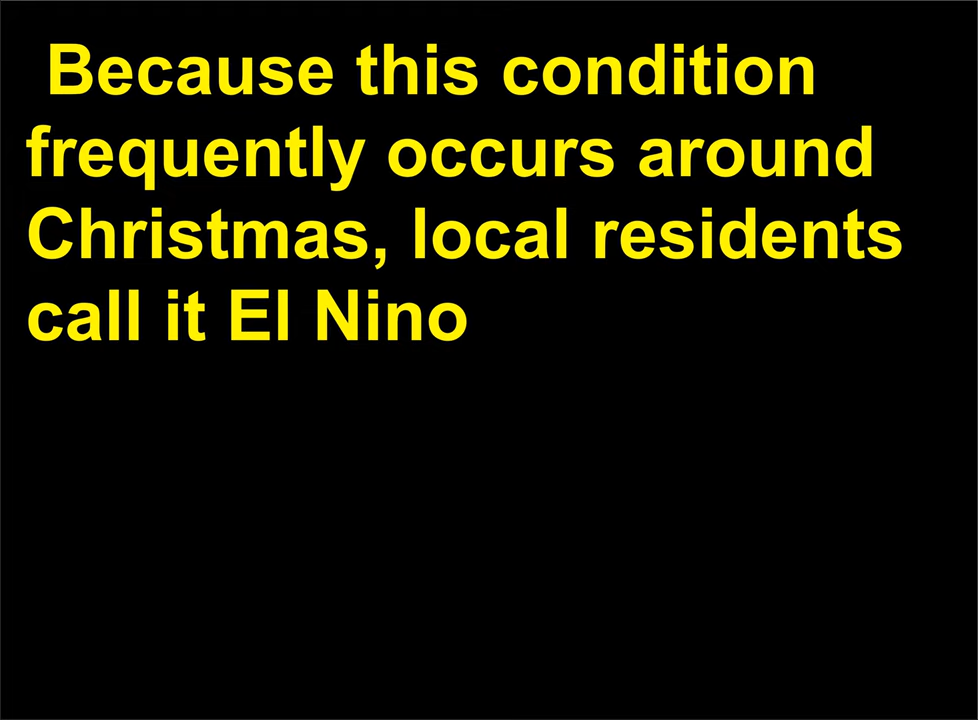 Because this condition
frequently occurs around
Christmas, local residents
call it El Nino